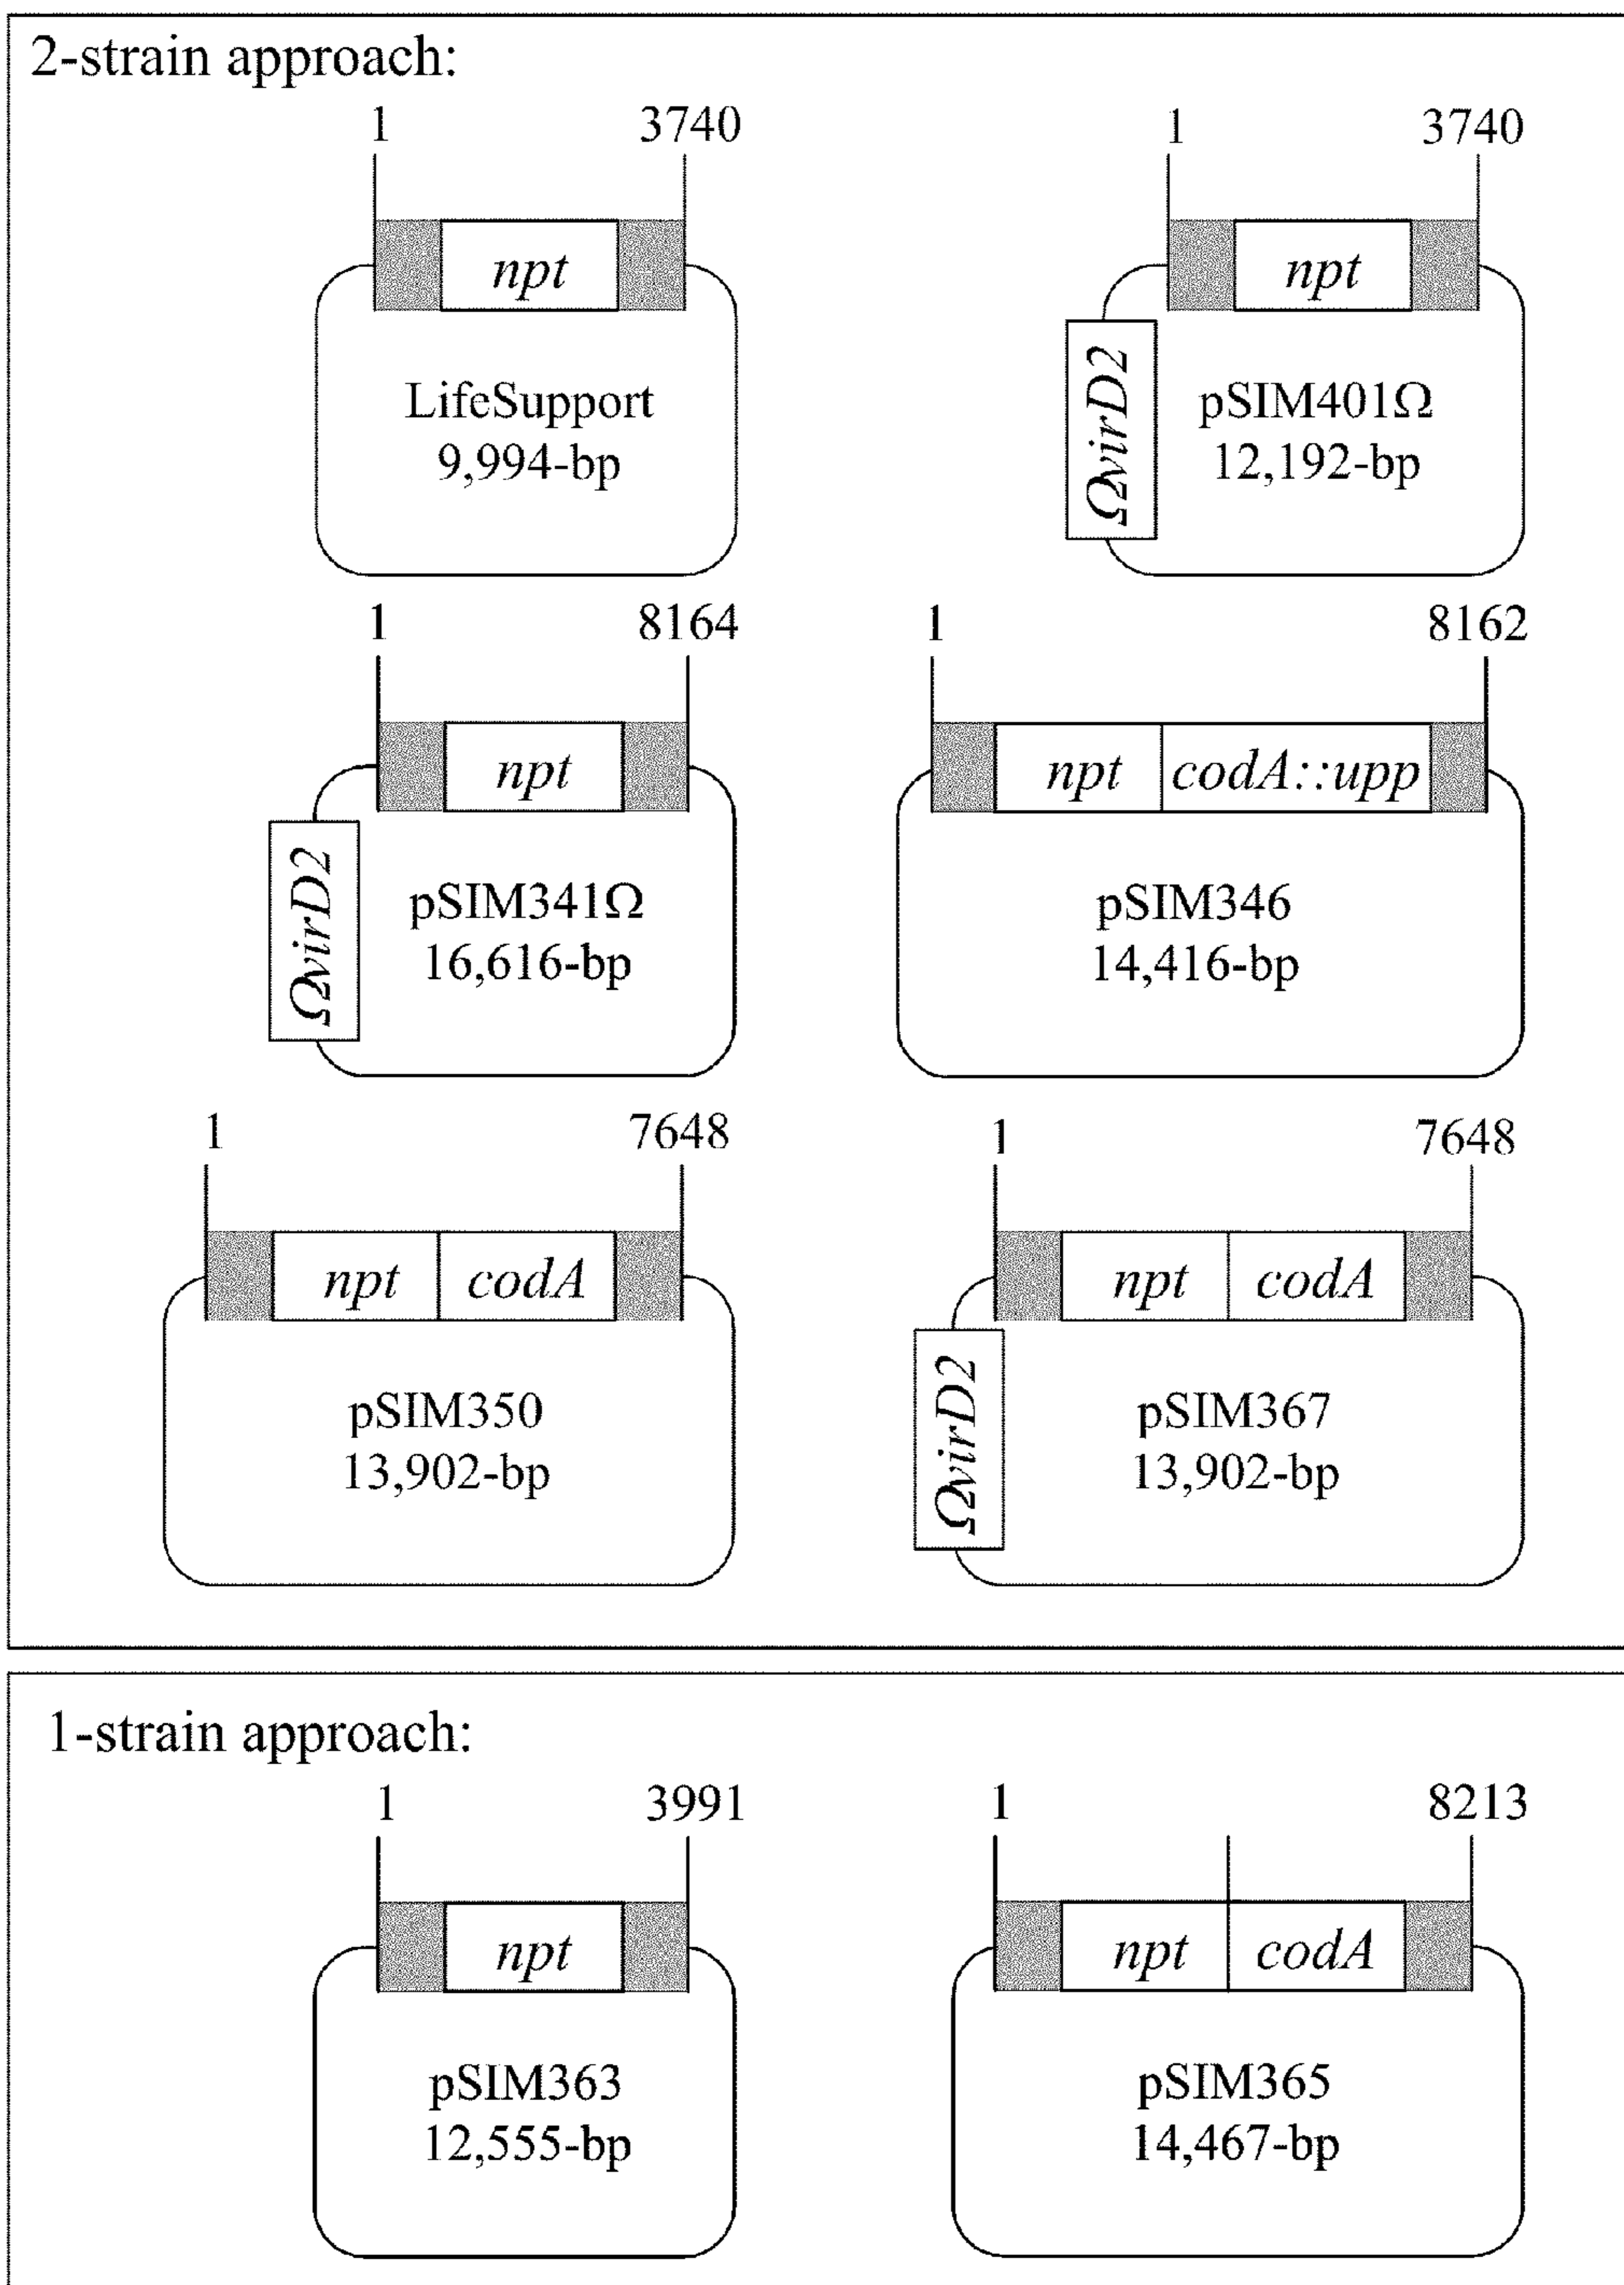 2-strain approach:
1 3740
npt
LifeSupport
9,994-bp
1 3740
npt
ΩvirD2
pSIM401Ω
12,192-bp
1 8164
npt
ΩvirD2
pSIM341Ω
16,616-bp
1 8162
npt codA::upp
pSIM346
14,416-bp
1 7648
npt codA
pSIM350
13,902-bp
1 7648
npt codA
ΩvirD2
pSIM367
13,902-bp
1-strain approach:
1 3991
npt
pSIM363
12,555-bp
1 8213
npt codA
pSIM365
14,467-bp